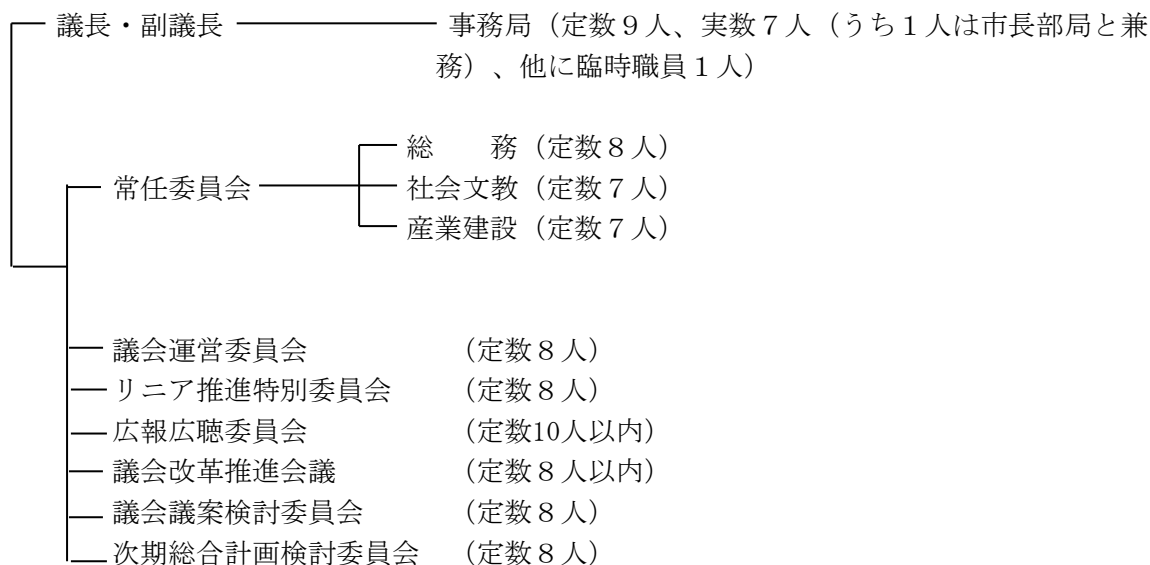 議長・副議長 事務局（定数９人、実数７人（うち１人は市長部局と兼
務）、他に臨時職員１人）
総　　務（定数８人）
常任委員会 社会文教（定数７人）
産業建設（定数７人）
議会運営委員会 （定数８人）
リニア推進特別委員会 （定数８人）
広報広聴委員会 （定数10人以内）
議会改革推進会議 （定数８人以内）
議会議案検討委員会 （定数８人）
次期総合計画検討委員会 （定数８人）